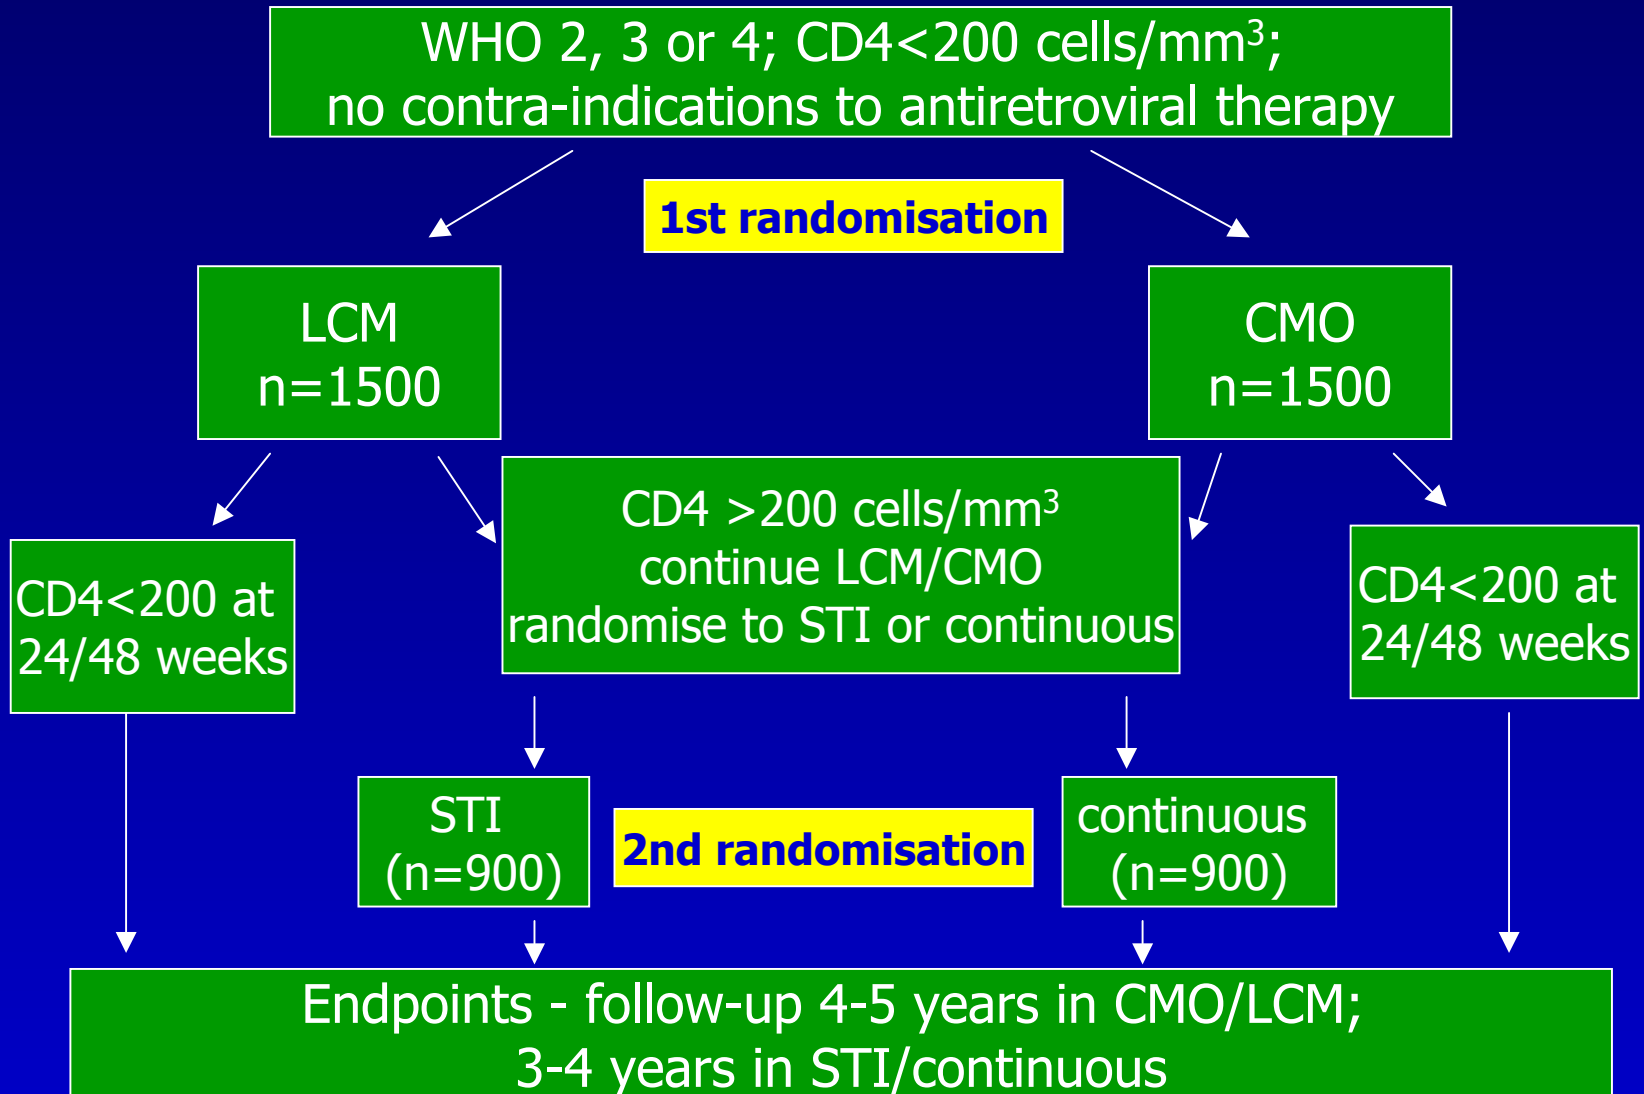 WHO 2, 3 or 4; CD4<200 cells/mm³;
no contra-indications to antiretroviral therapy
1st randomisation
LCM
n=1500
CMO
n=1500
CD4 >200 cells/mm³
continue LCM/CMO
randomise to STI or continuous
CD4<200 at
24/48 weeks
CD4<200 at
24/48 weeks
STI
(n=900)
2nd randomisation
continuous
(n=900)
Endpoints - follow-up 4-5 years in CMO/LCM;
3-4 years in STI/continuous